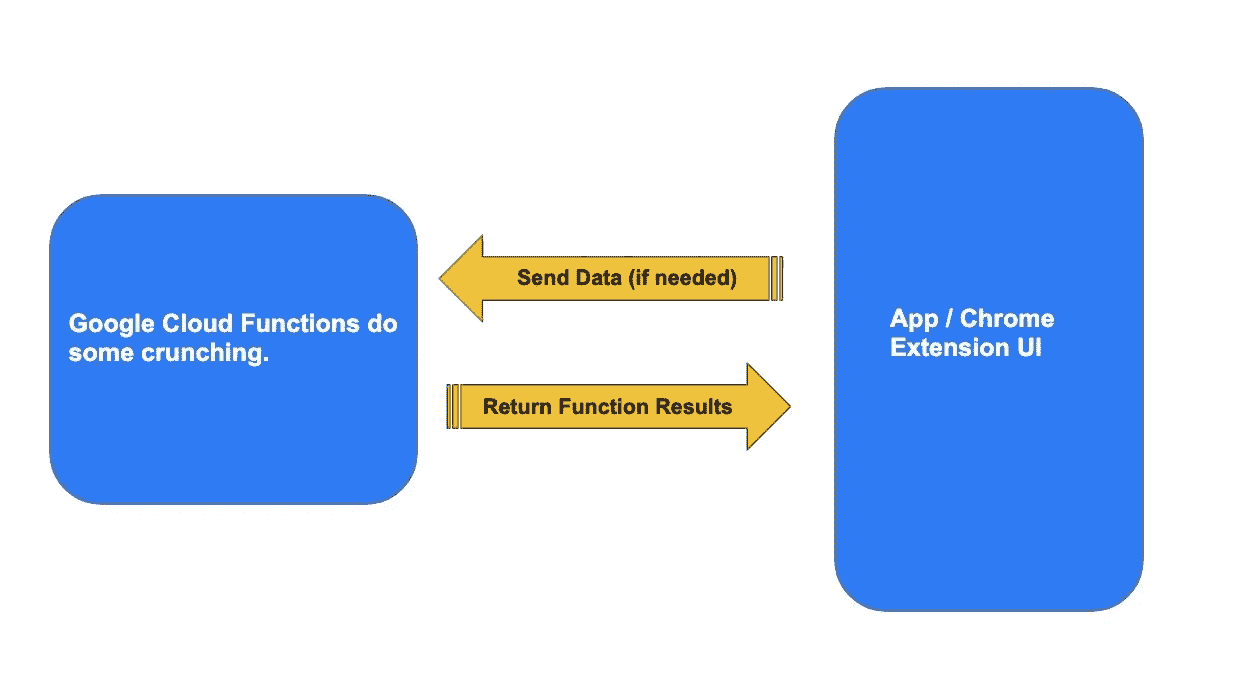 Google Cloud Functions do
some crunching.
Send Data (if needed)
Return Function Results
App / Chrome
Extension UI